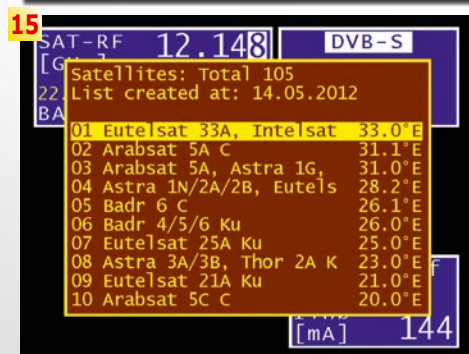 15
SAT-RF 12.148
DVB-S
22.
BA
Satellites: Total 105
List created at: 14.05.2012
01 Eutelsat 33A, Intelsat 33.0°E
02 Arabsat 5A C 31.1°E
03 Arabsat 5A, Astra 1G, 31.0°E
04 Astra 1N/2A/2B, Eutels 28.2°E
05 Badr 6 C 26.1°E
06 Badr 4/5/6 Ku 26.0°E
07 Eutelsat 25A Ku 25.0°E
08 Astra 3A/3B, Thor 2A K 23.0°E
09 Eutelsat 21A Ku 21.0°E
10 Arabsat 5C C 20.0°E
[mA] 144